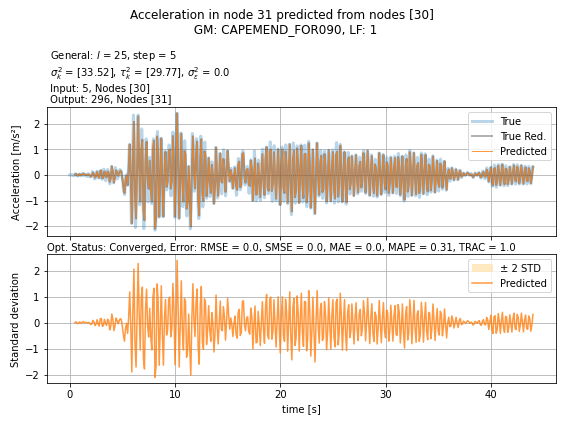 Acceleration in node 31 predicted from nodes [30]
GM: CAPEMEND_FOR090, LF: 1
General: l = 25, step = 5
σ²ₖ = [33.52], τ²ₖ = [29.77], σ²ε = 0.0
Input: 5, Nodes [30]
Output: 296, Nodes [31]
Acceleration [m/s²]
2
1
0
−1
−2
True
True Red.
Predicted
Opt. Status: Converged, Error: RMSE = 0.0, SMSE = 0.0, MAE = 0.0, MAPE = 0.31, TRAC = 1.0
Standard deviation
2
1
0
−1
−2
± 2 STD
Predicted
0
10
20
30
40
time [s]